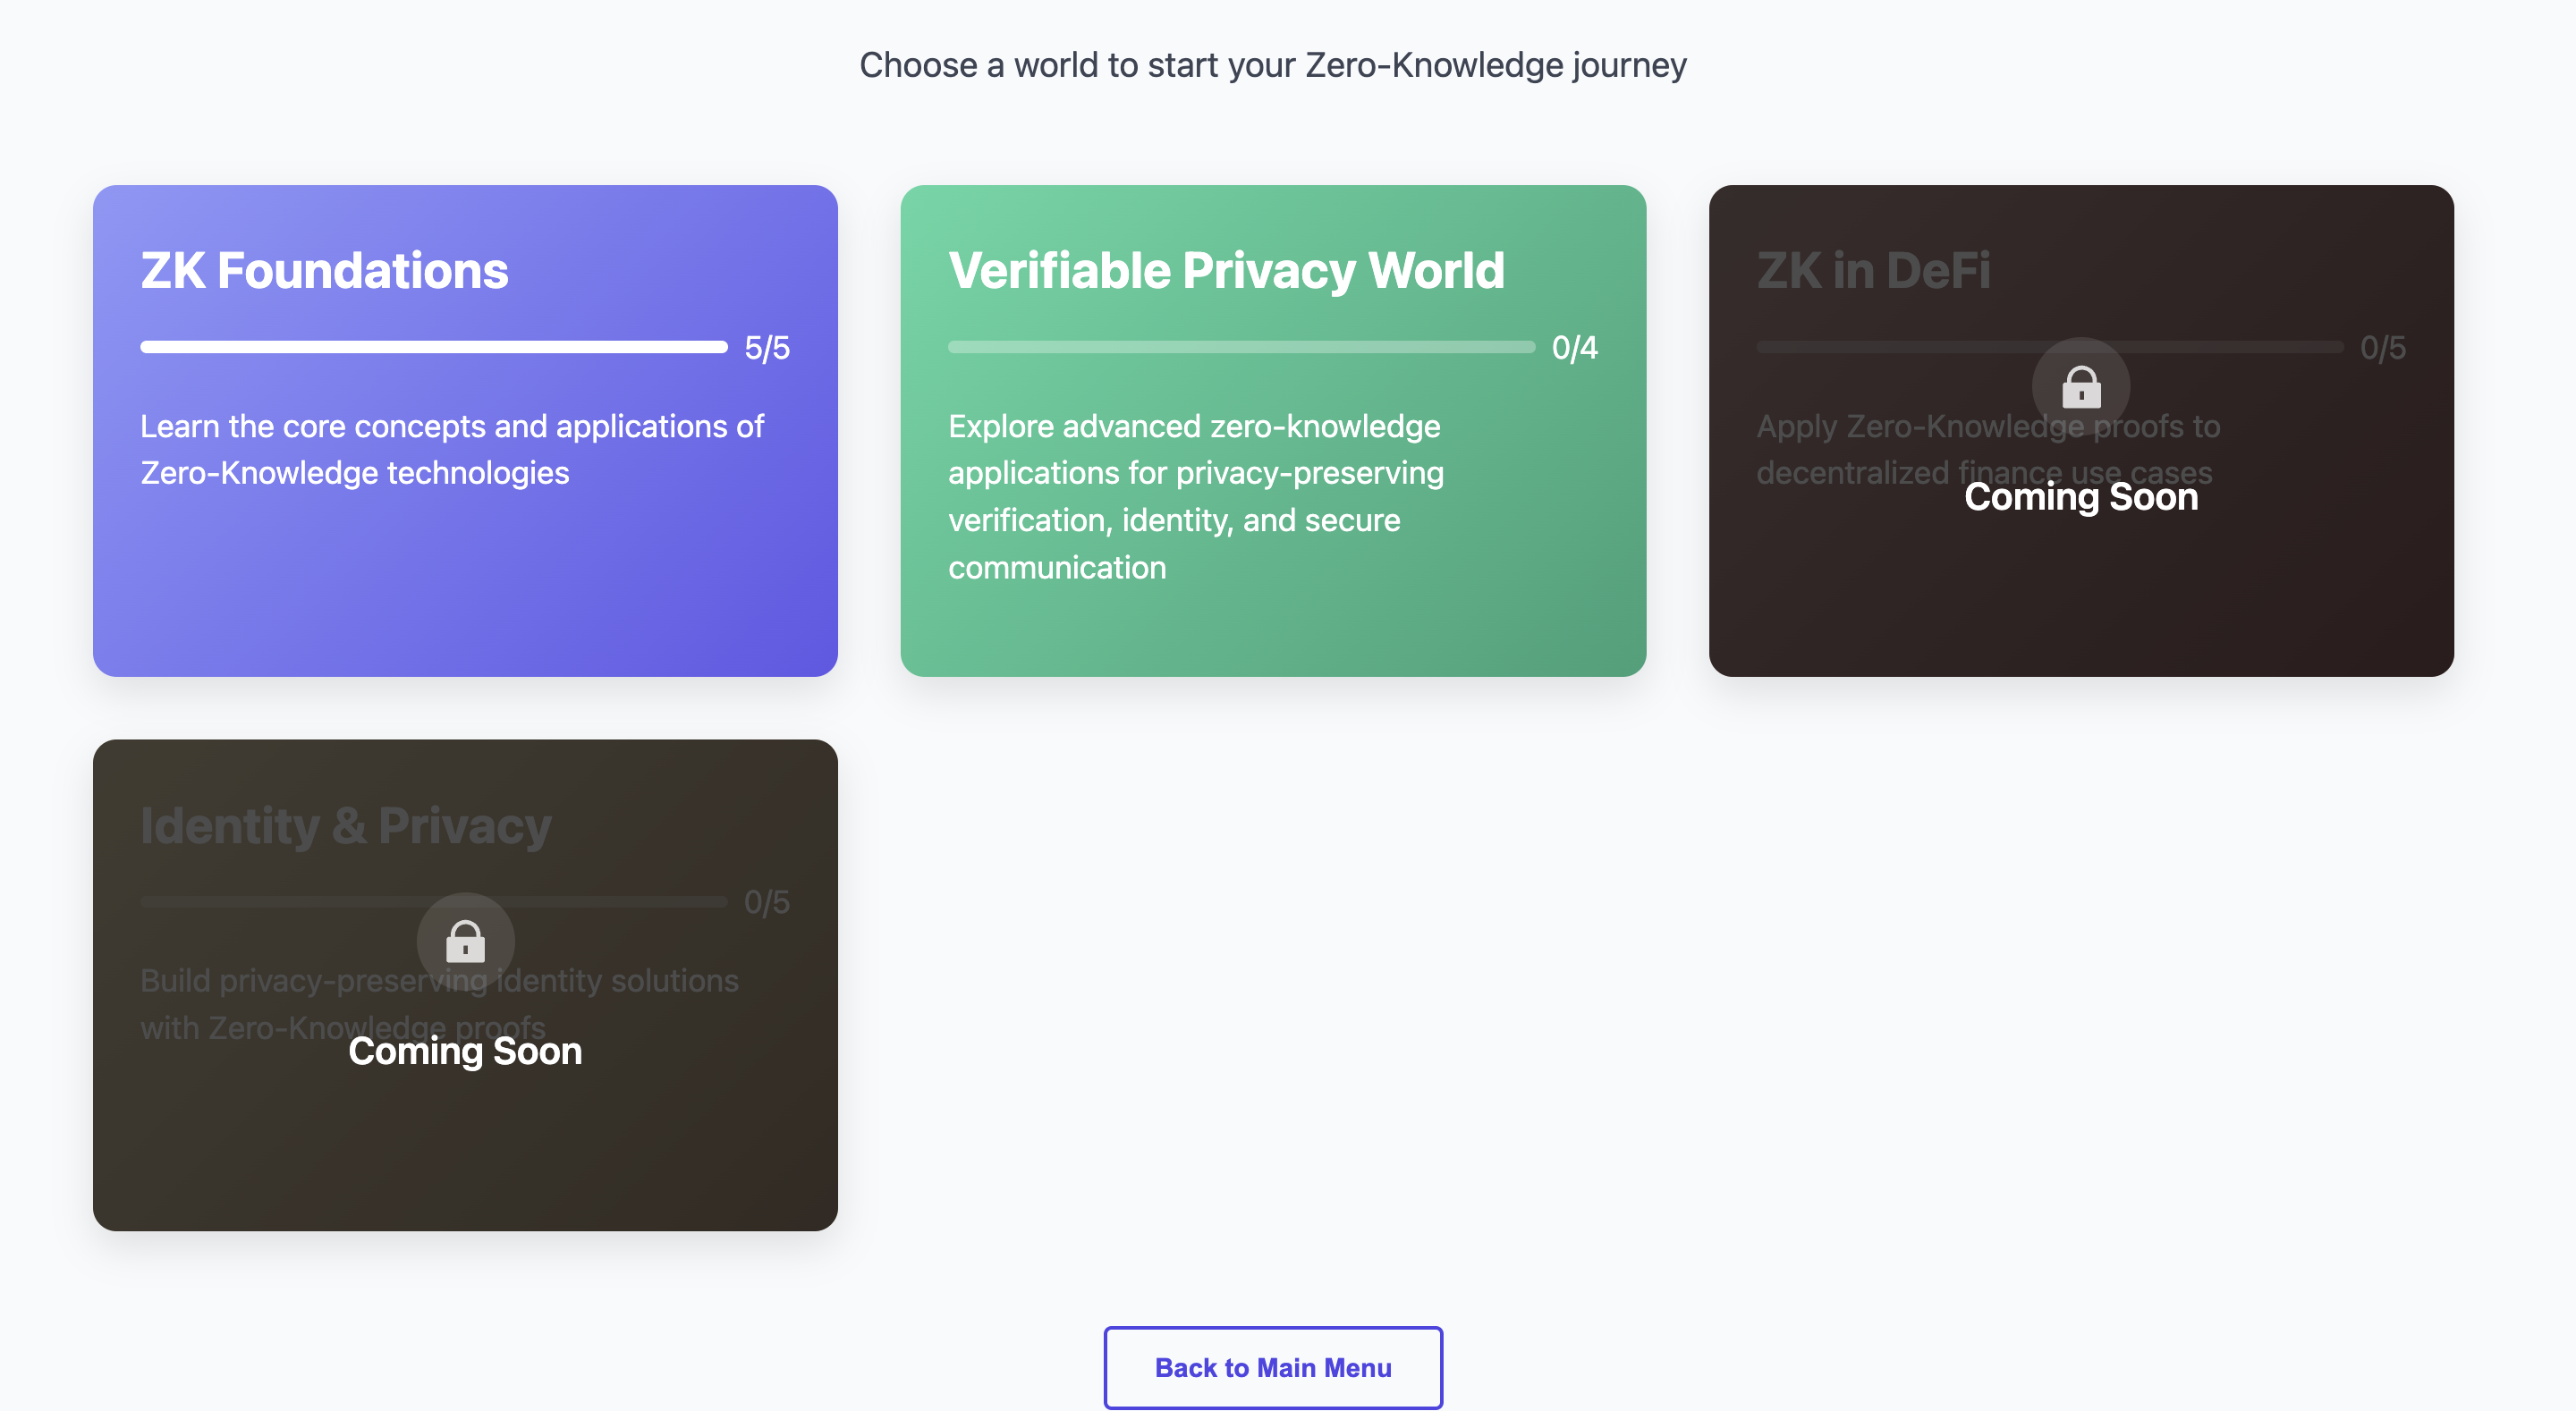 Choose a world to start your Zero-Knowledge journey
ZK Foundations
5/5
Learn the core concepts and applications of
Zero-Knowledge technologies
Verifiable Privacy World
0/4
Explore advanced zero-knowledge
applications for privacy-preserving
verification, identity, and secure
communication
ZK in DeFi
0/5
Apply Zero-Knowledge proofs to
decentralized finance use cases
Coming Soon
Identity & Privacy
0/5
Build privacy-preserving identity solutions
with Zero-Knowledge proofs
Coming Soon
Back to Main Menu